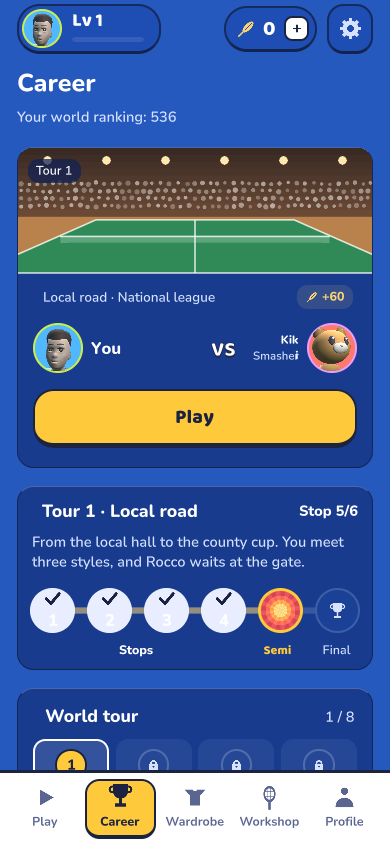 Lv 1
0
+
Career
Your world ranking: 536
Tour 1
Local road · National league
+60
You
VS
Kik
Smasher
Play
Tour 1 · Local road
Stop 5/6
From the local hall to the county cup. You meet
three styles, and Rocco waits at the gate.
1
2
3
4
Stops
Semi
Final
World tour
1 / 8
1
Play
Career
Wardrobe
Workshop
Profile